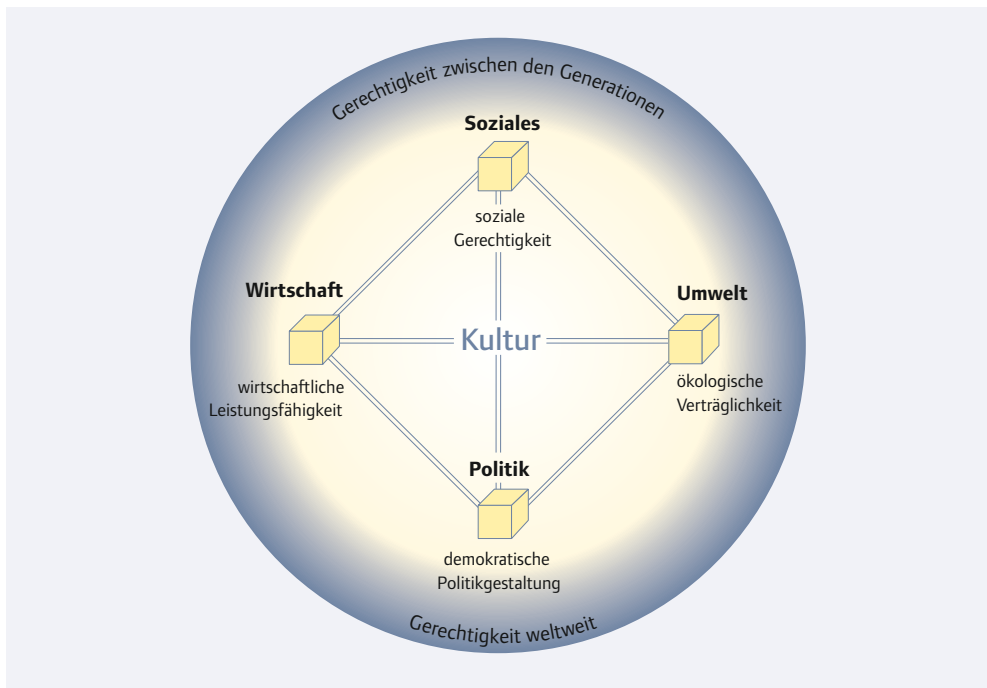 Gerechtigkeit zwischen den Generationen
Soziales
soziale
Gerechtigkeit
Wirtschaft
wirtschaftliche
Leistungsfähigkeit
Kultur
Umwelt
ökologische
Verträglichkeit
Politik
demokratische
Politikgestaltung
Gerechtigkeit weltweit